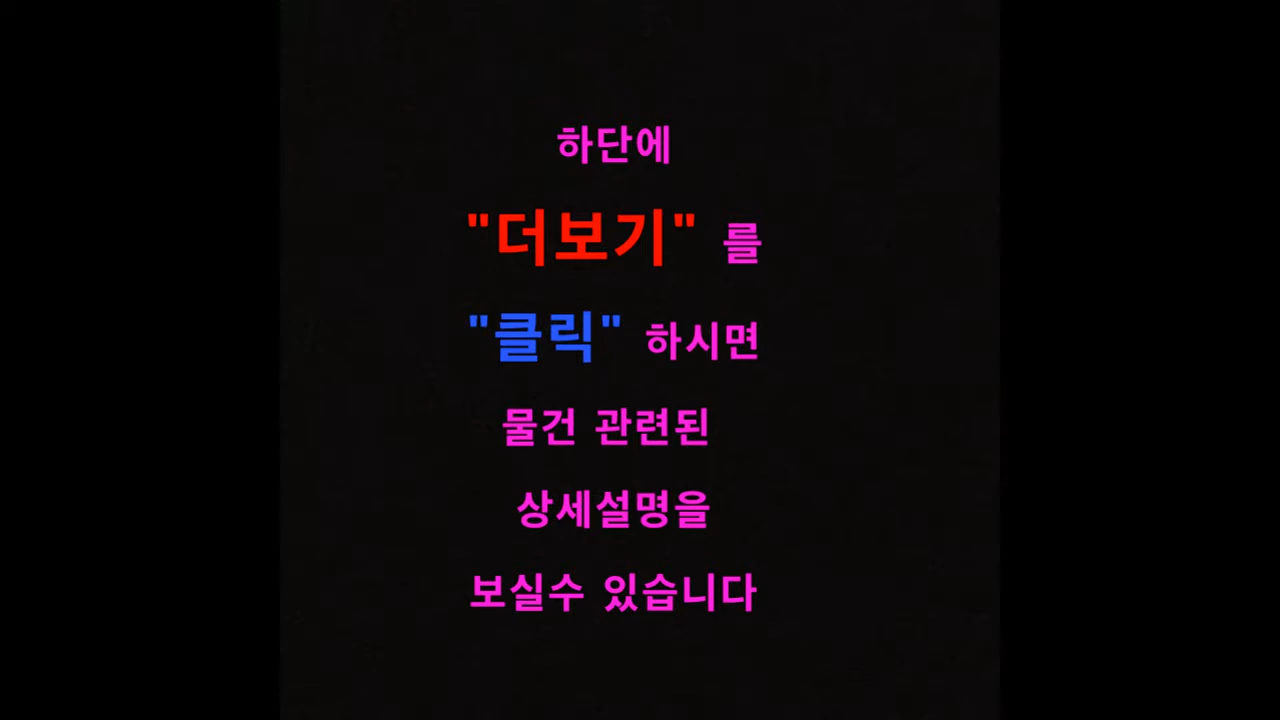 하단에
"더보기" 를
"클릭" 하시면
물건 관련된
상세설명을
보실수 있습니다